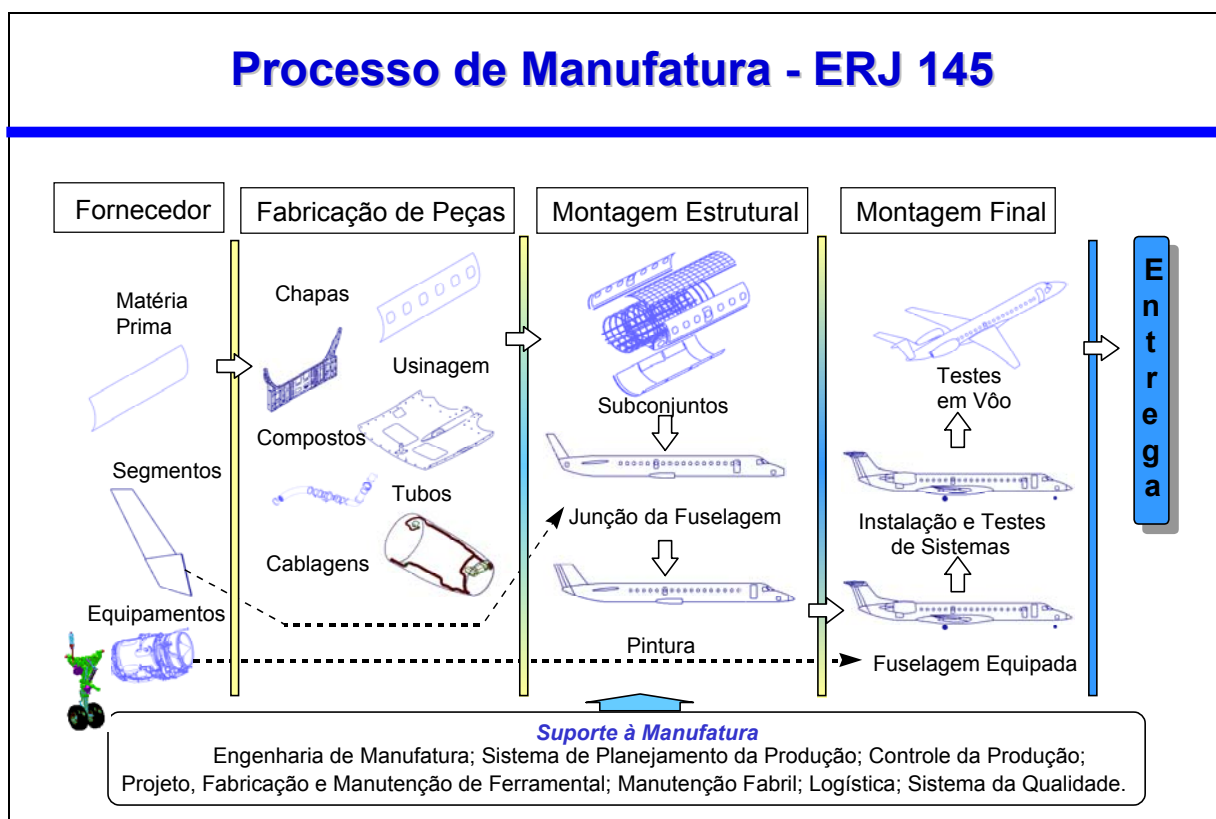 Processo de Manufatura - ERJ 145
Fornecedor
Fabricação de Peças
Montagem Estrutural
Montagem Final
Matéria
Prima
Segmentos
Equipamentos
Chapas
Usinagem
Compostos
Tubos
Cablagens
Subconjuntos
Junção da Fuselagem
Pintura
Testes
em Vôo
Instalação e Testes
de Sistemas
Fuselagem Equipada
Entrega
Suporte à Manufatura
Engenharia de Manufatura; Sistema de Planejamento da Produção; Controle da Produção;
Projeto, Fabricação e Manutenção de Ferramental; Manutenção Fabril; Logística; Sistema da Qualidade.